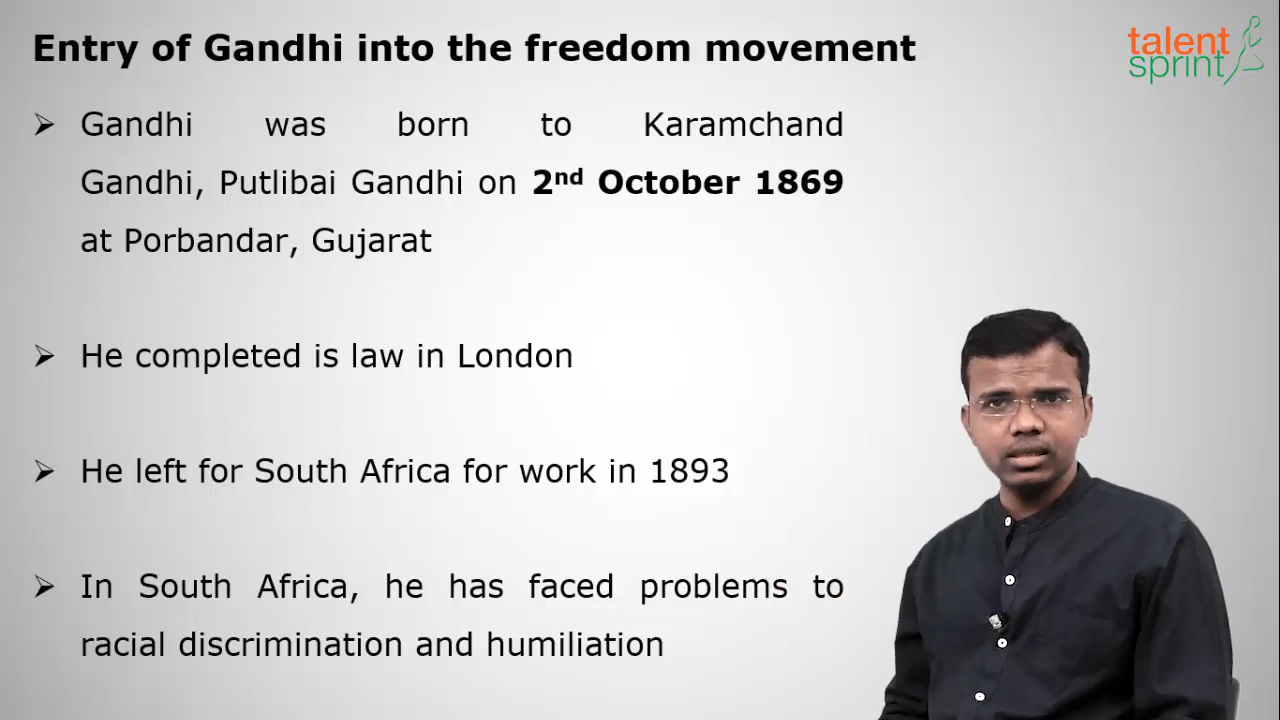 Entry of Gandhi into the freedom movement
talent
sprint
➢ Gandhi was born to Karamchand
Gandhi, Putlibai Gandhi on 2nd October 1869
at Porbandar, Gujarat
➢ He completed is law in London
➢ He left for South Africa for work in 1893
➢ In South Africa, he has faced problems to
racial discrimination and humiliation